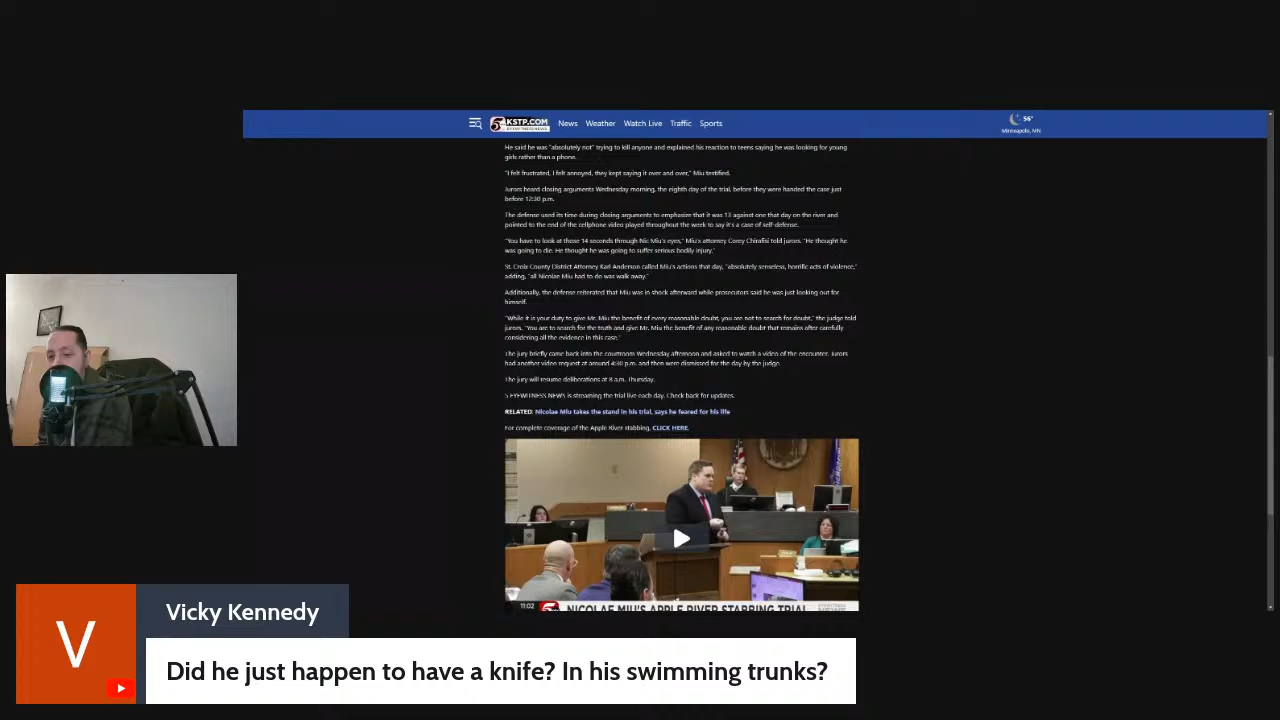 KSTP.COM
5 EYEWITNESS NEWS
News Weather Watch Live Traffic Sports
56°
Minneapolis, MN
He said he was "absolutely not" trying to kill anyone and explained his reaction to teens saying he was looking for young
girls rather than a phone.
"I felt frustrated, I felt annoyed, they kept saying it over and over," Miu testified.
Jurors heard closing arguments Wednesday morning, the eighth day of the trial, before they were handed the case just
before 12:30 p.m.
The defense used its time during closing arguments to emphasize that it was 13 against one that day on the river and
pointed to the end of the cellphone video played throughout the week to say it's a case of self-defense.
"You have to look at those 14 seconds through Nic Miu's eyes," Miu's attorney Corey Chirafisi told jurors. "He thought he
was going to die. He thought he was going to suffer serious bodily injury."
St. Croix County District Attorney Karl Anderson called Miu's actions that day, "absolutely senseless, horrific acts of violence,"
adding, "all Nicolae Miu had to do was walk away."
Additionally, the defense reiterated that Miu was in shock afterward while prosecutors said he was just looking out for
himself.
"While it is your duty to give Mr. Miu the benefit of every reasonable doubt, you are not to search for doubt," the judge told
jurors. "You are to search for the truth and give Mr. Miu the benefit of any reasonable doubt that remains after carefully
considering all the evidence in this case."
The jury briefly came back into the courtroom Wednesday afternoon and asked to watch a video of the encounter. Jurors
had another video request at around 4:30 p.m. and then were dismissed for the day by the judge.
The jury will resume deliberations at 8 a.m. Thursday.
5 EYEWITNESS NEWS is streaming the trial live each day. Check back for updates.
RELATED: Nicolae Miu takes the stand in his trial, says he feared for his life
For complete coverage of the Apple River stabbing, CLICK HERE.
11:02 5 NICOLAE MIU'S APPLE RIVER STABBING TRIAL
V
Vicky Kennedy
Did he just happen to have a knife? In his swimming trunks?